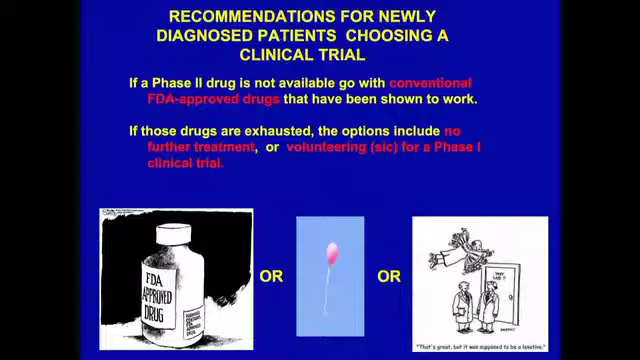 RECOMMENDATIONS FOR NEWLY
DIAGNOSED PATIENTS CHOOSING A
CLINICAL TRIAL
If a Phase II drug is not available go with conventional
FDA-approved drugs that have been shown to work.
If those drugs are exhausted, the options include no
further treatment, or volunteering (sic) for a Phase I
clinical trial.
FDA
APPROVED
DRUG
OR
OR
"That's great, but it was supposed to be a laxative."